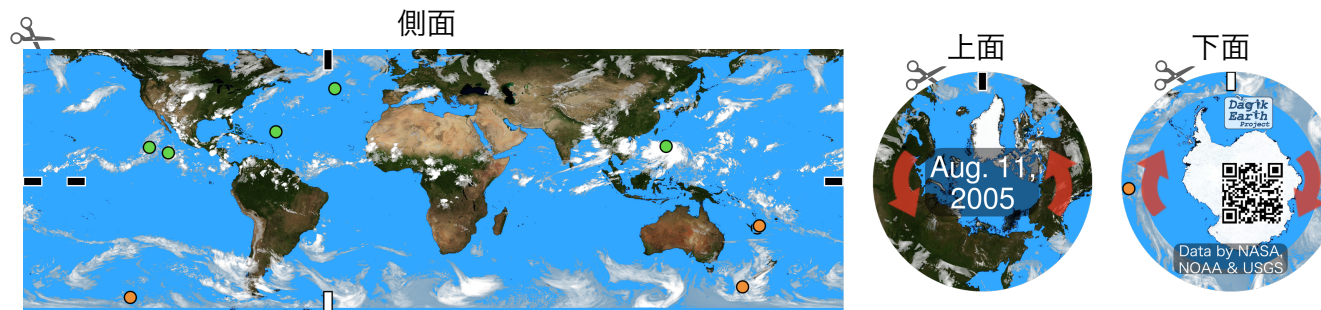 側面
上面
下面
Aug. 11,
2005
Dagik
Earth
Project
Data by NASA,
NOAA & USGS